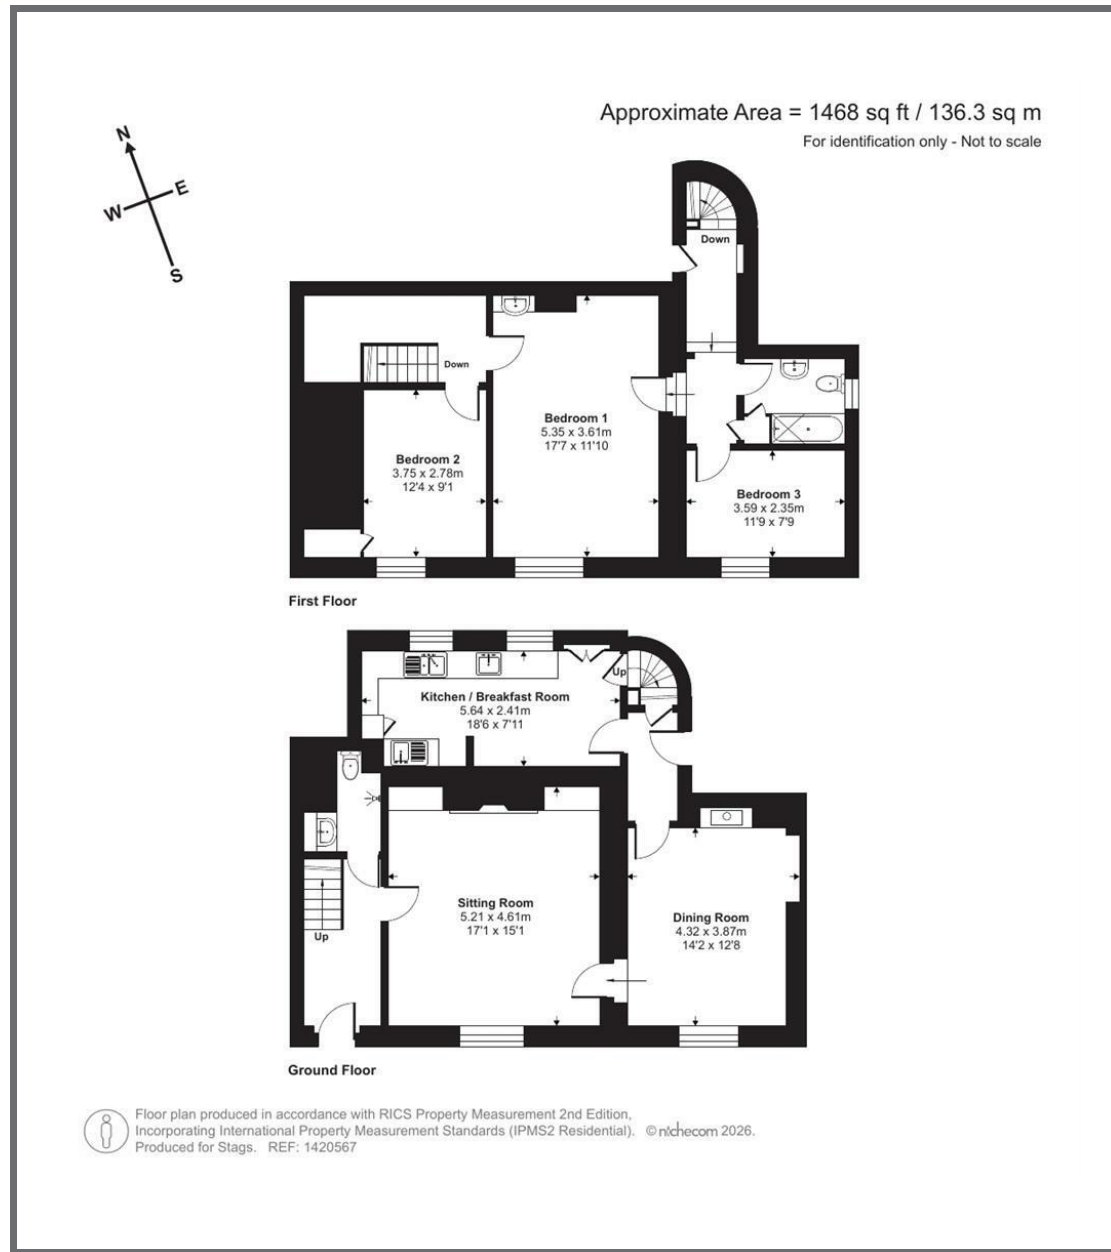 Approximate Area = 1468 sq ft / 136.3 sq m
For identification only - Not to scale
N
E
W
S
Down
Down
Bedroom 1
5.35 x 3.61m
17'7 x 11'10
Bedroom 2
3.75 x 2.78m
12'4 x 9'1
Bedroom 3
3.59 x 2.35m
11'9 x 7'9
First Floor
Up
Kitchen / Breakfast Room
5.64 x 2.41m
18'6 x 7'11
Sitting Room
5.21 x 4.61m
17'1 x 15'1
Dining Room
4.32 x 3.87m
14'2 x 12'8
Up
Ground Floor
Floor plan produced in accordance with RICS Property Measurement 2nd Edition,
Incorporating International Property Measurement Standards (IPMS2 Residential). © ntchecom 2026.
Produced for Stags. REF: 1420567